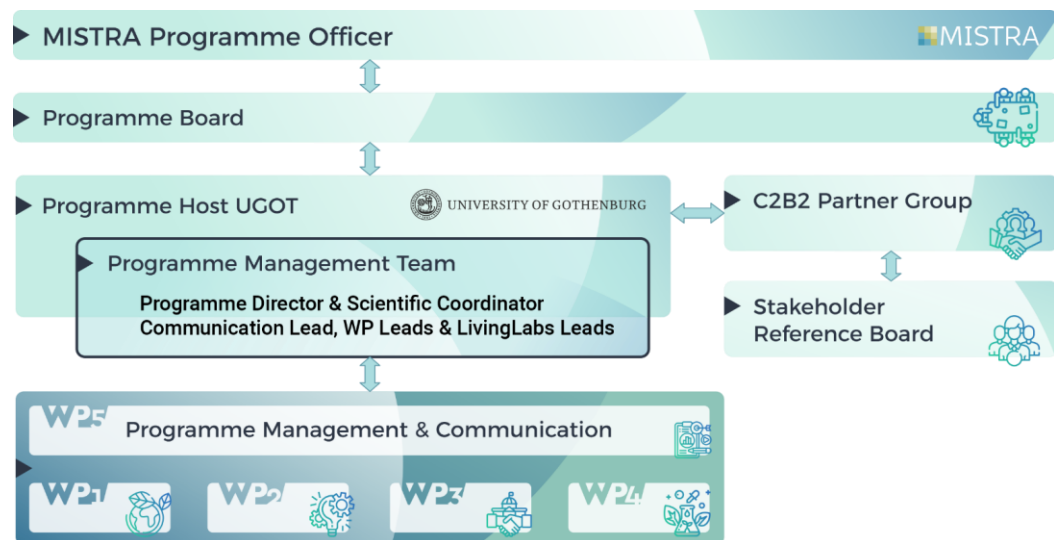 MISTRA Programme Officer
MISTRA
Programme Board
Programme Host UGOT
UNIVERSITY OF GOTHENBURG
C2B2 Partner Group
Programme Management Team
Programme Director & Scientific Coordinator
Communication Lead, WP Leads & LivingLabs Leads
Stakeholder
Reference Board
WP5
Programme Management & Communication
WP1
WP2
WP3
WP4